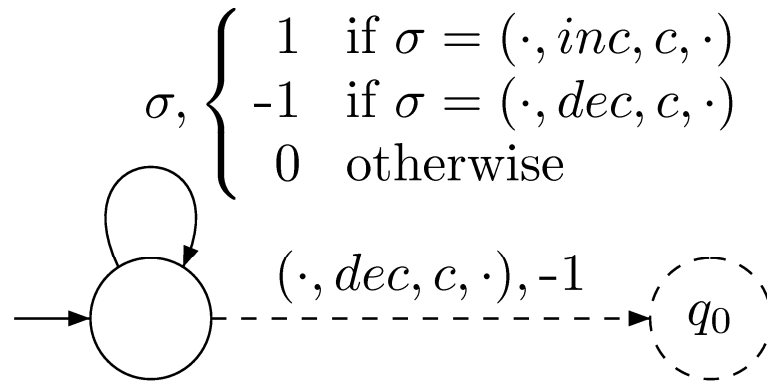 1 if σ = (·, inc, c, ·)
σ, { -1 if σ = (·, dec, c, ·)
0 otherwise
(·, dec, c, ·), -1
q₀